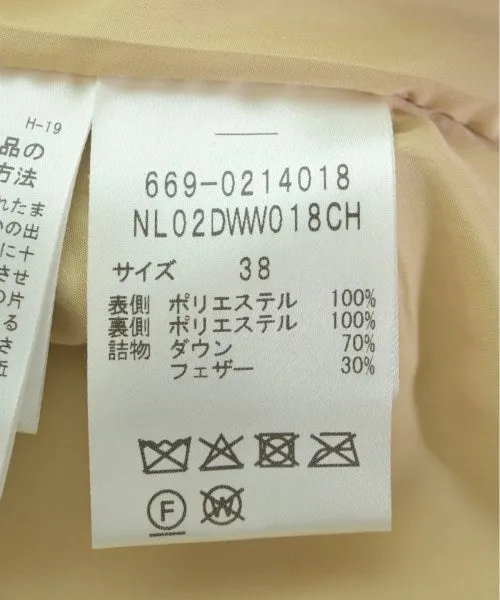 H-19
品の
方法
れたま
の出
に十
させ
の片
る
さ
近
669-0214018
NL02DWW018CH
サイズ 38
表側 ポリエステル 100%
裏側 ポリエステル 100%
詰物 ダウン 70%
フェザー 30%
F W